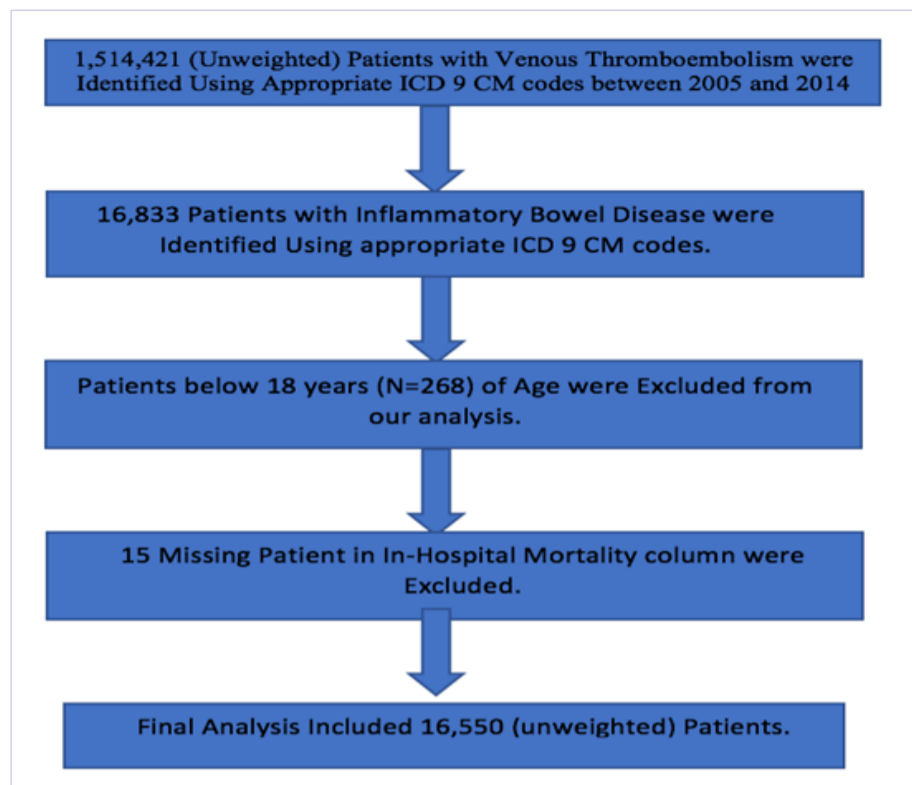 1,514,421 (Unweighted) Patients with Venous Thromboembolism were
Identified Using Appropriate ICD 9 CM codes between 2005 and 2014
16,833 Patients with Inflammatory Bowel Disease were
Identified Using appropriate ICD 9 CM codes.
Patients below 18 years (N=268) of Age were Excluded from
our analysis.
15 Missing Patient in In-Hospital Mortality column were
Excluded.
Final Analysis Included 16,550 (unweighted) Patients.